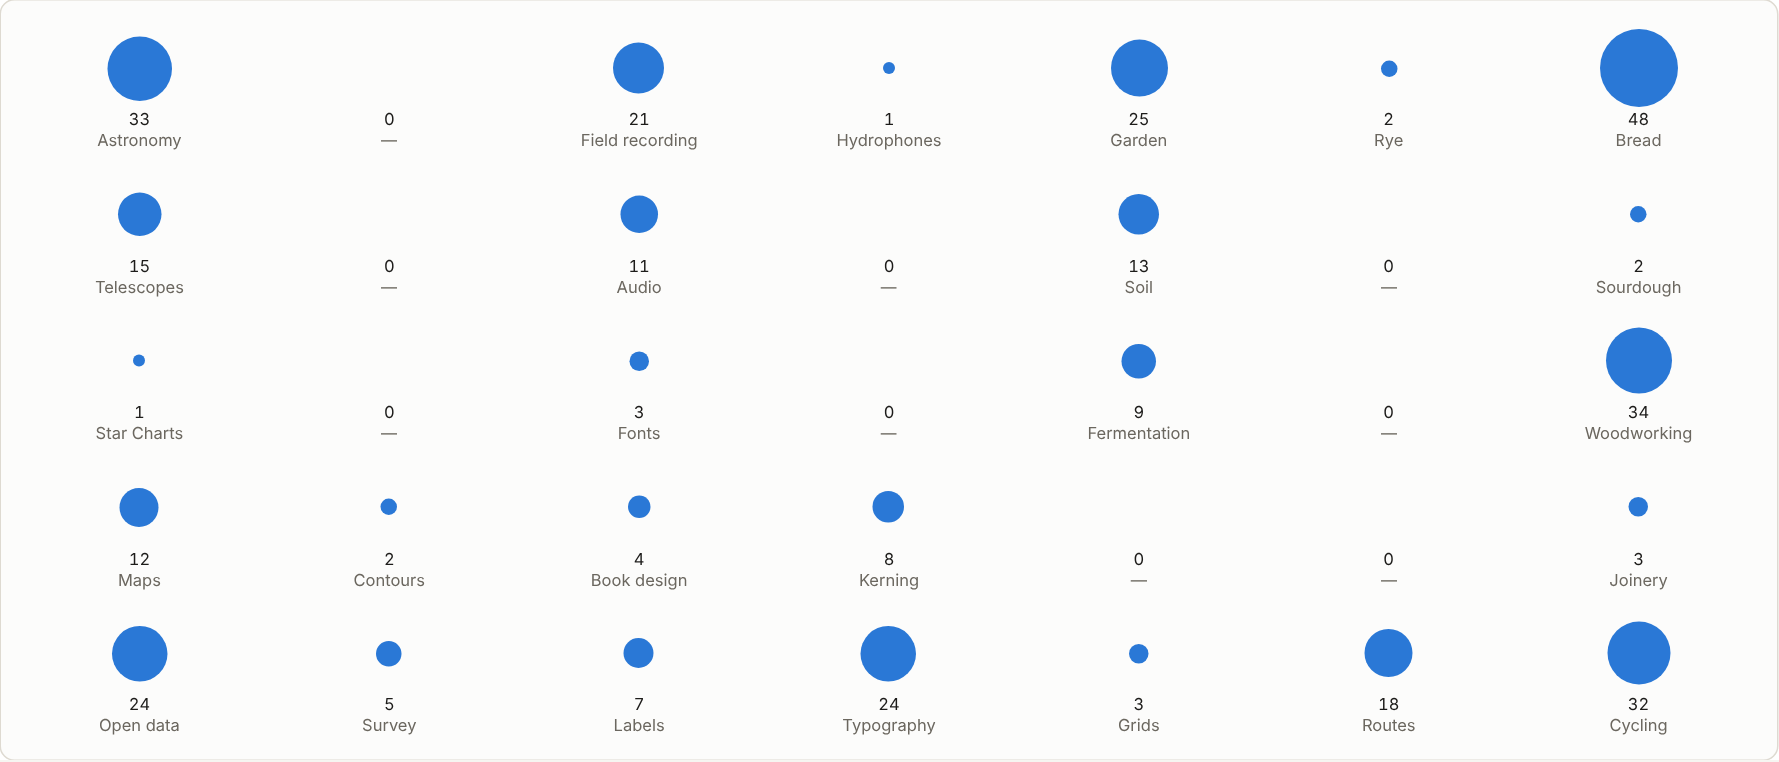 33
Astronomy
0
—
21
Field recording
1
Hydrophones
25
Garden
2
Rye
48
Bread
15
Telescopes
0
—
11
Audio
0
—
13
Soil
0
—
2
Sourdough
1
Star Charts
0
—
3
Fonts
0
—
9
Fermentation
0
—
34
Woodworking
12
Maps
2
Contours
4
Book design
8
Kerning
0
—
0
—
3
Joinery
24
Open data
5
Survey
7
Labels
24
Typography
3
Grids
18
Routes
32
Cycling